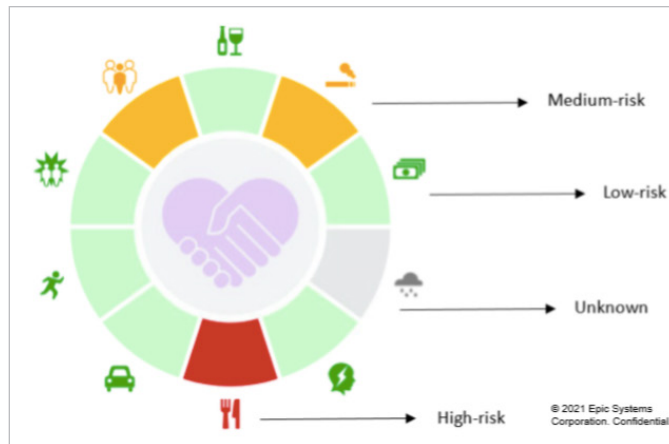 Medium-risk
Low-risk
Unknown
High-risk
© 2021 Epic Systems
Corporation. Confidential